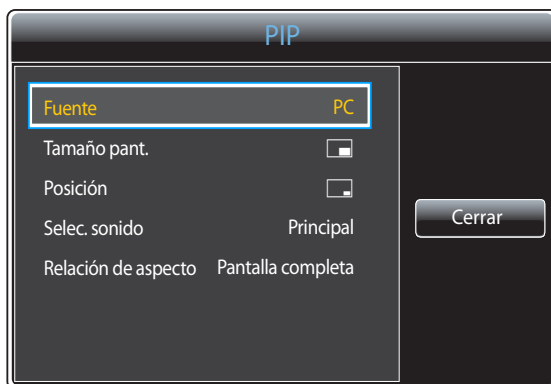 PIP
Fuente PC
Tamaño pant.
Posición
Selec. sonido Principal
Relación de aspecto Pantalla completa
Cerrar